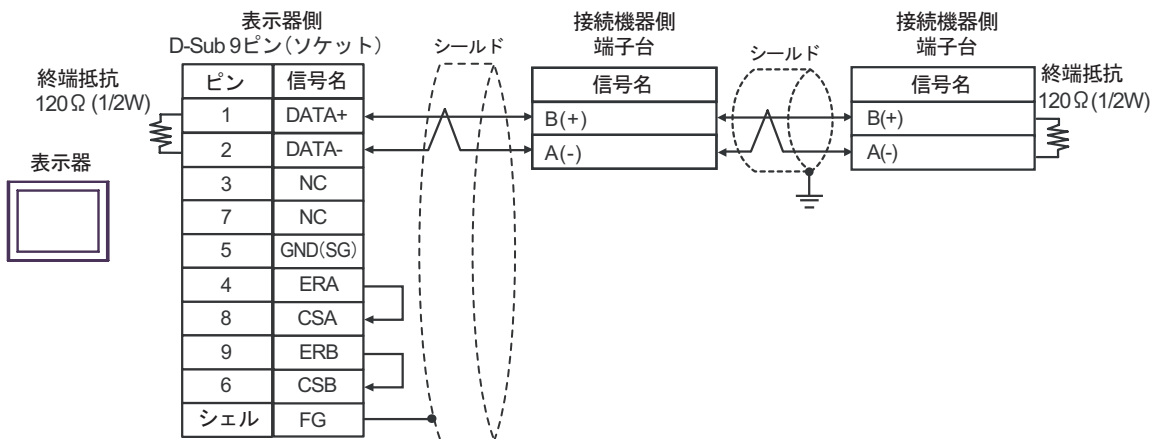 表示器側
D-Sub 9ピン(ソケット)
シールド
接続機器側
端子台
シールド
接続機器側
端子台
終端抵抗
120Ω(1/2W)
ピン 信号名
1 DATA+
2 DATA-
3 NC
7 NC
5 GND(SG)
4 ERA
8 CSA
9 ERB
6 CSB
シェル FG
表示器
信号名
B(+)
A(-)
信号名
B(+)
A(-)
終端抵抗
120Ω(1/2W)